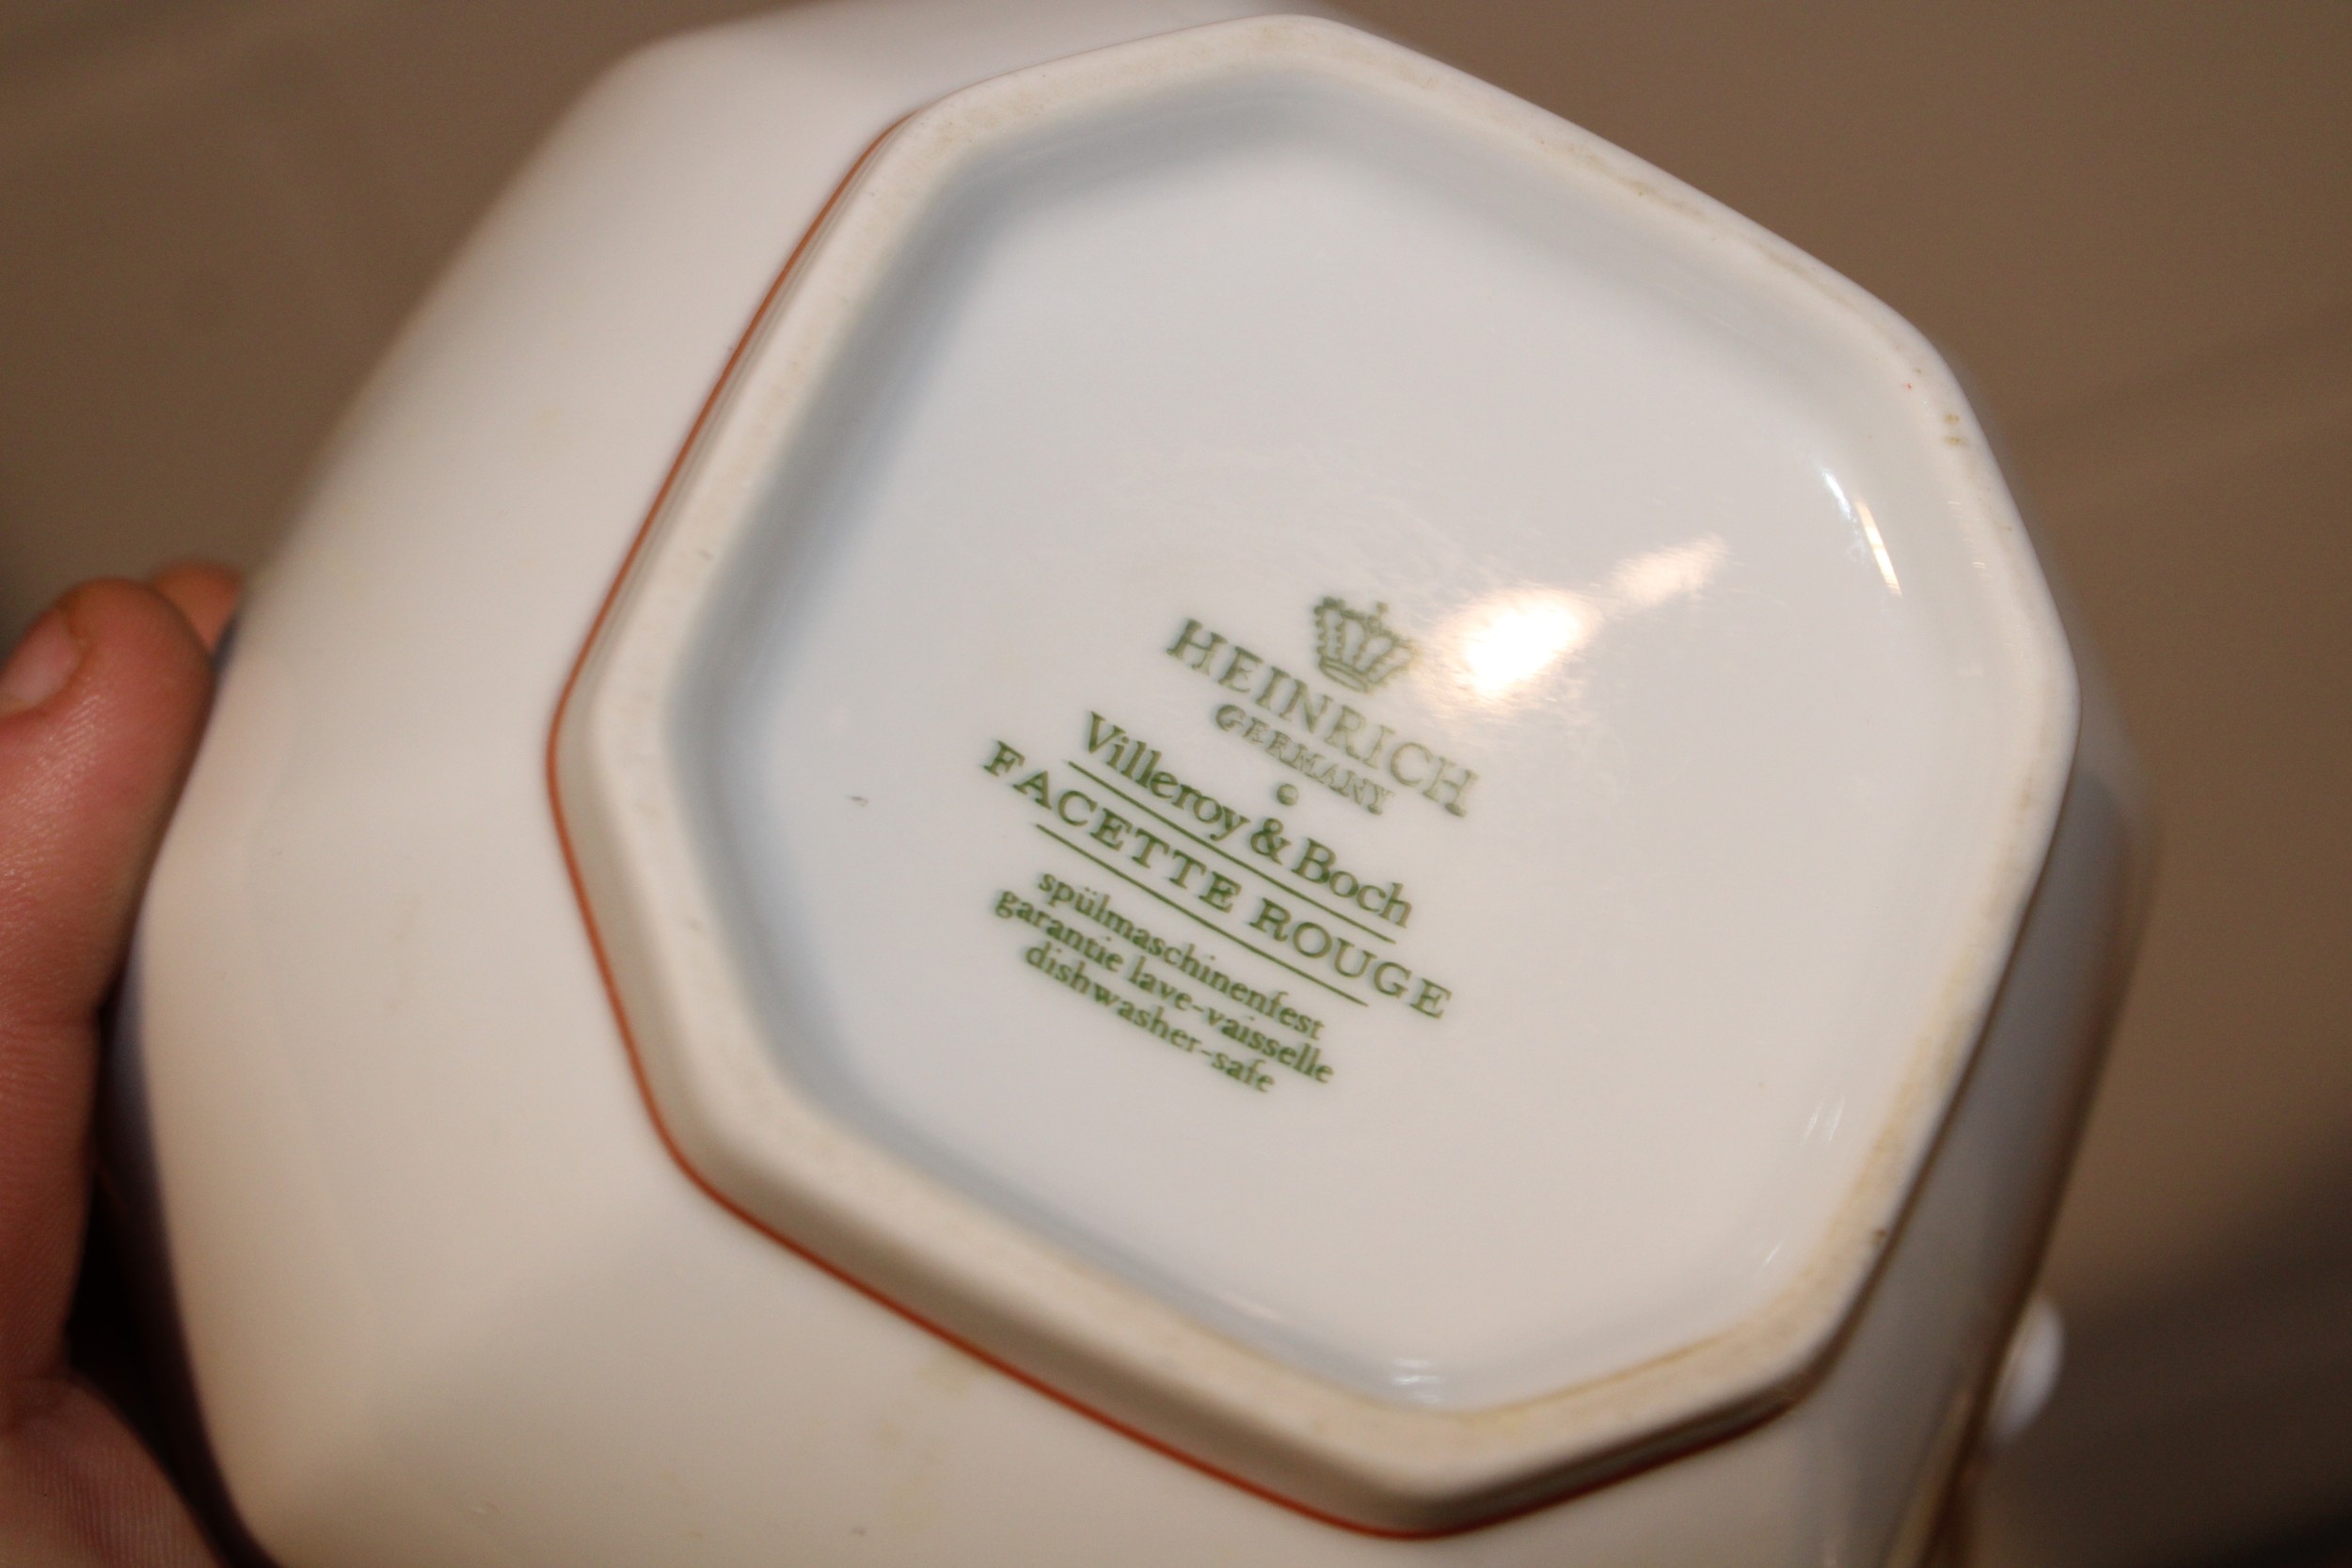 HEINRICH
GERMANY
©
Villeroy & Boch
FACETTE ROUGE
spülmaschinenfest
garantie lave-vaisselle
dishwasher-safe